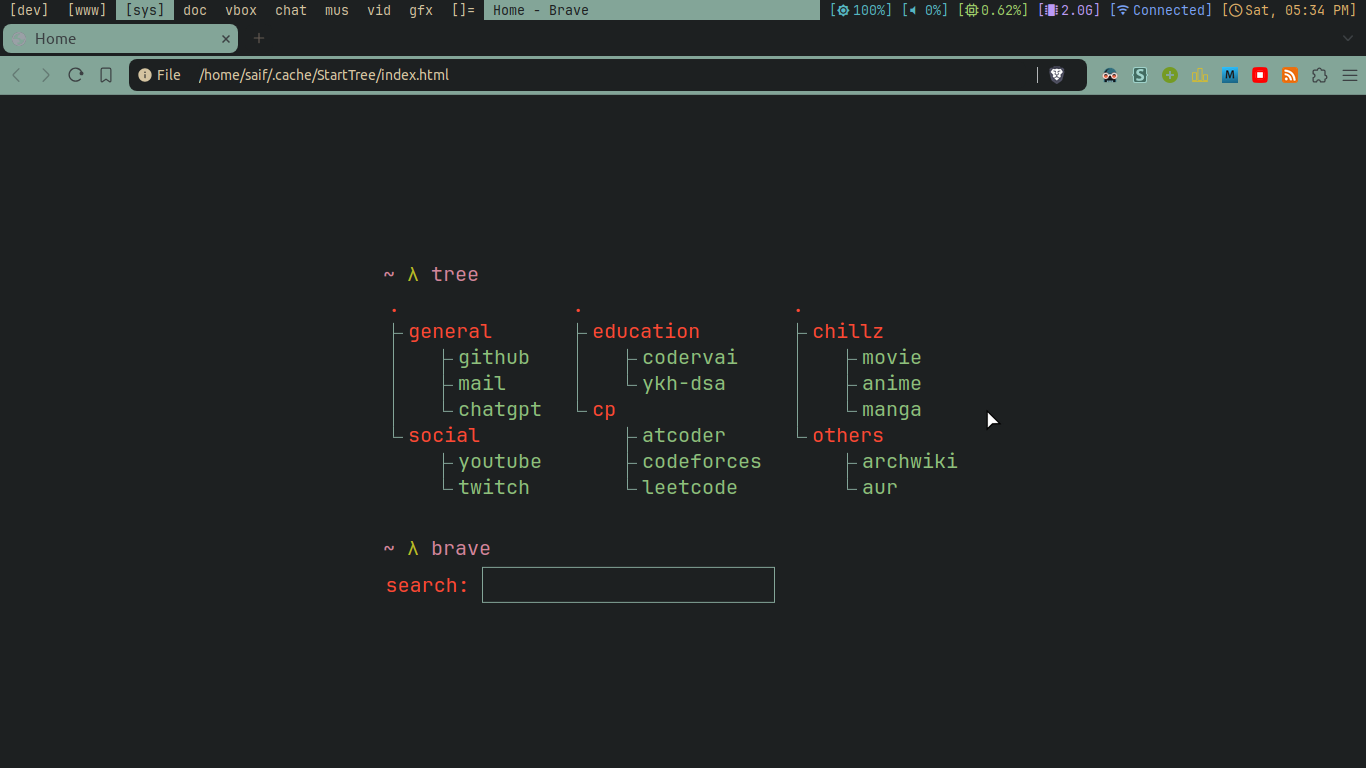 [dev] [www] [sys] doc vbox chat mus vid gfx []= Home - Brave [100%] [0%] [0.62%] [2.0G] [Connected] [Sat, 05:34 PM]
Home
File /home/saif/.cache/StartTree/index.html S M
~ λ tree
. . .
general education chillz
github codervai movie
mail ykh-dsa anime
chatgpt cp manga
social atcoder others
youtube codeforces archwiki
twitch leetcode aur
~ λ brave
search: